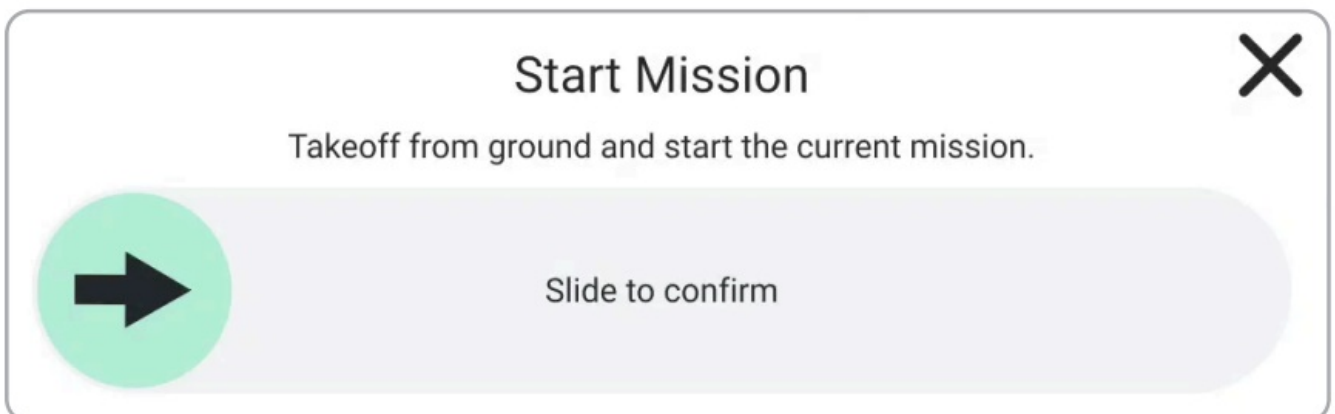 Start Mission
Takeoff from ground and start the current mission.
Slide to confirm